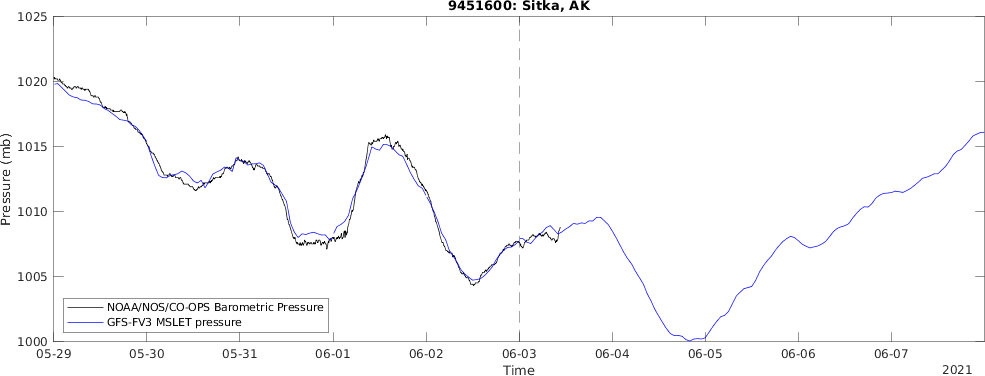 9451600: Sitka, AK
1025
1020
1015
1010
1005
1000
Pressure (mb)
NOAA/NOS/CO-OPS Barometric Pressure
GFS-FV3 MSLET pressure
05-29 05-30 05-31 06-01 06-02 06-03 06-04 06-05 06-06 06-07
Time
2021